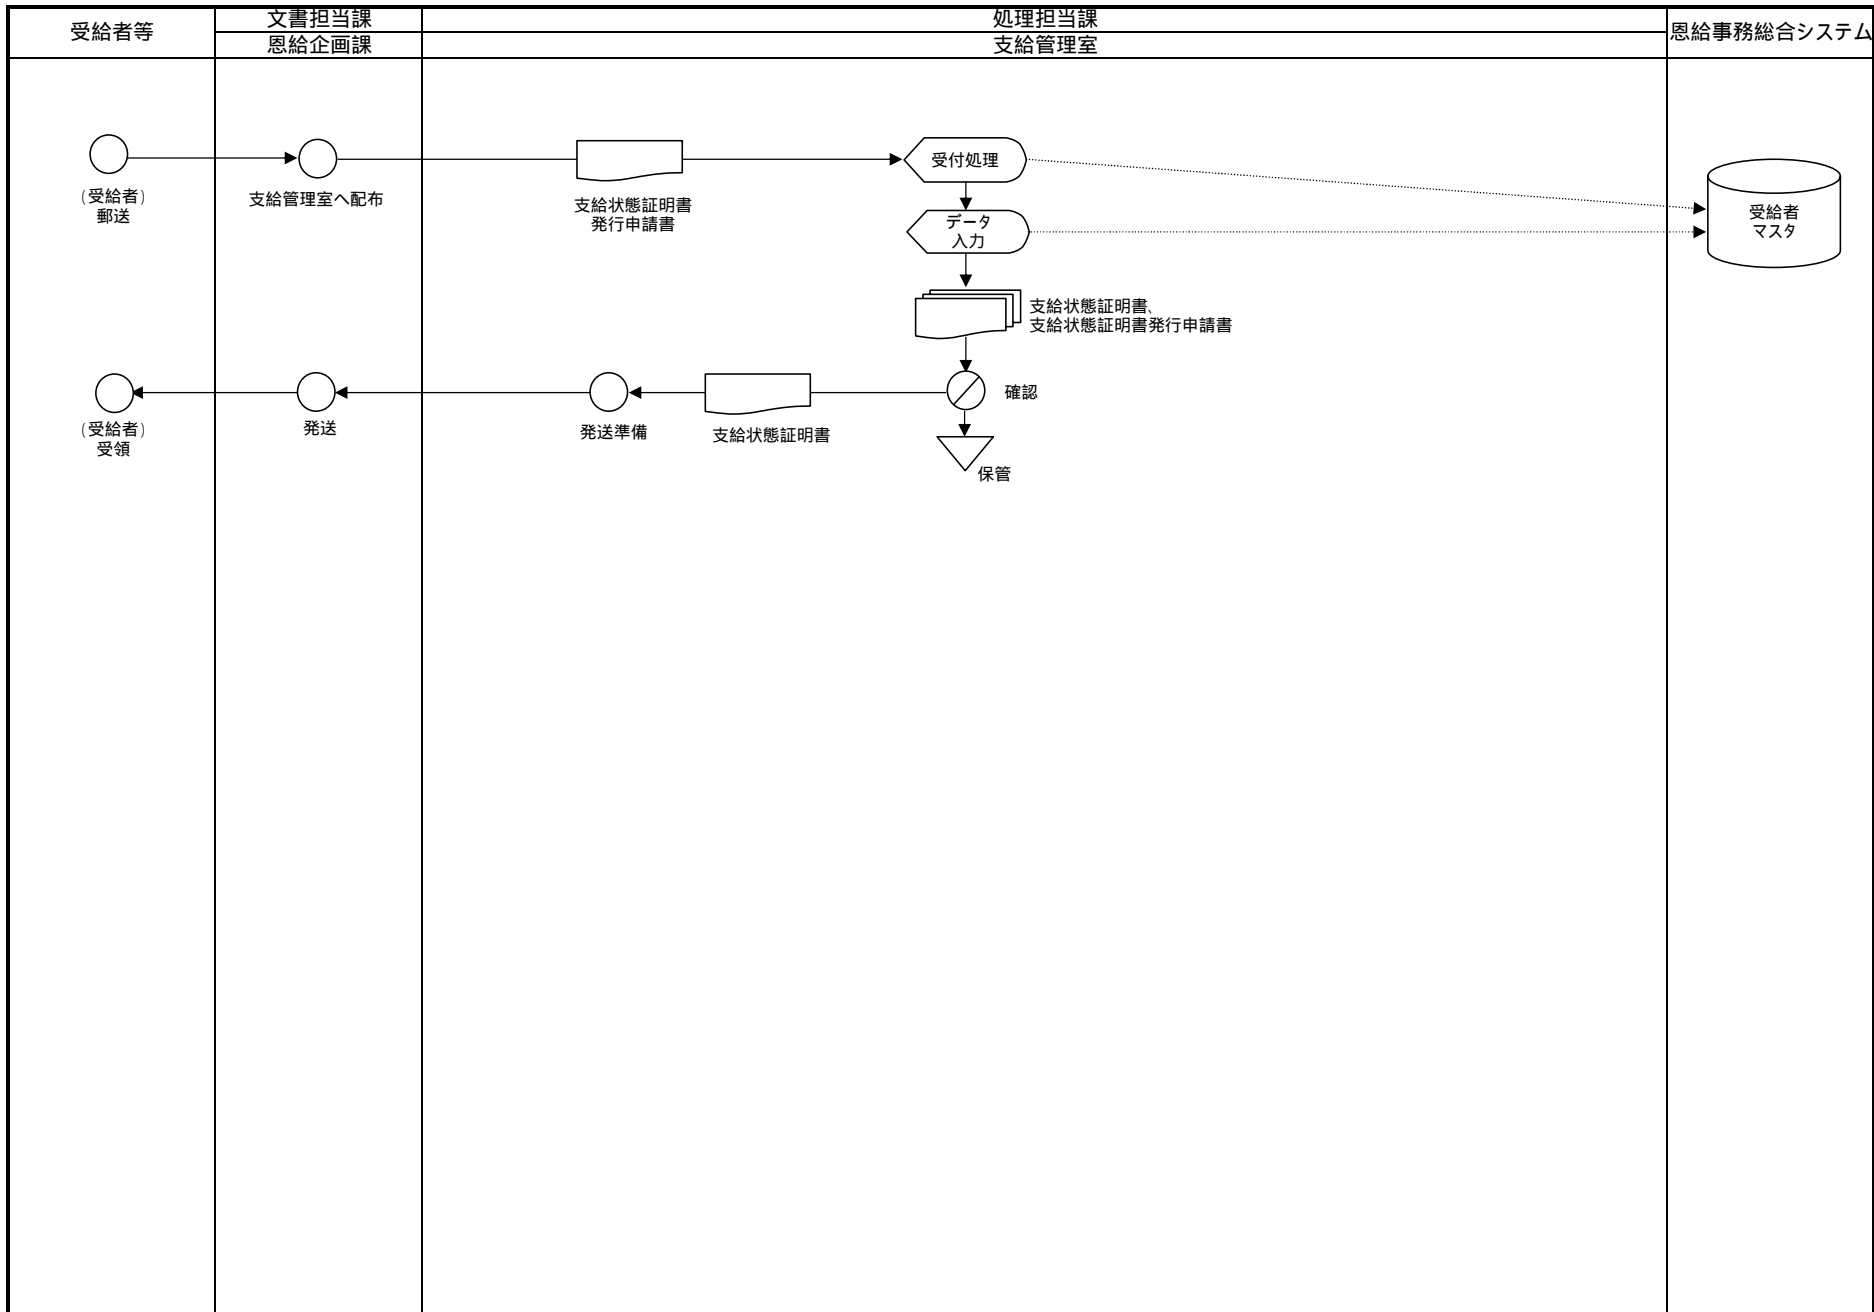 受給者等
文書担当課
恩給企画課
処理担当課
支給管理室
恩給事務総合システム
(受給者)
郵送
支給管理室へ配布
支給状態証明書
発行申請書
受付処理
データ
入力
受給者
マスタ
支給状態証明書、
支給状態証明書発行申請書
確認
(受給者)
受領
発送
発送準備
支給状態証明書
保管